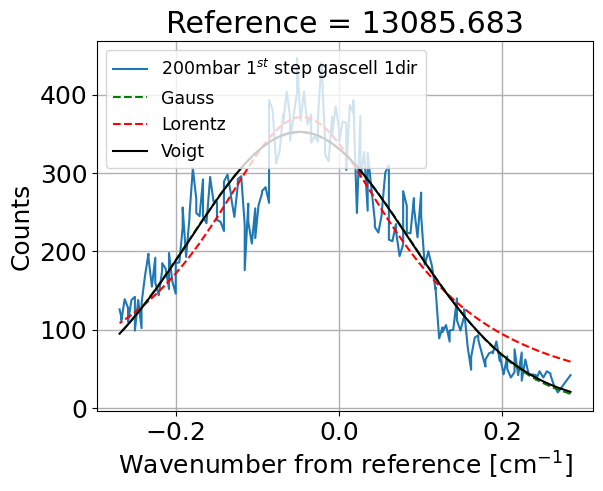 Reference = 13085.683
200mbar 1st step gascell 1dir
Gauss
Lorentz
Voigt
Counts
400
300
200
100
0
−0.2 0.0 0.2
Wavenumber from reference [cm⁻¹]